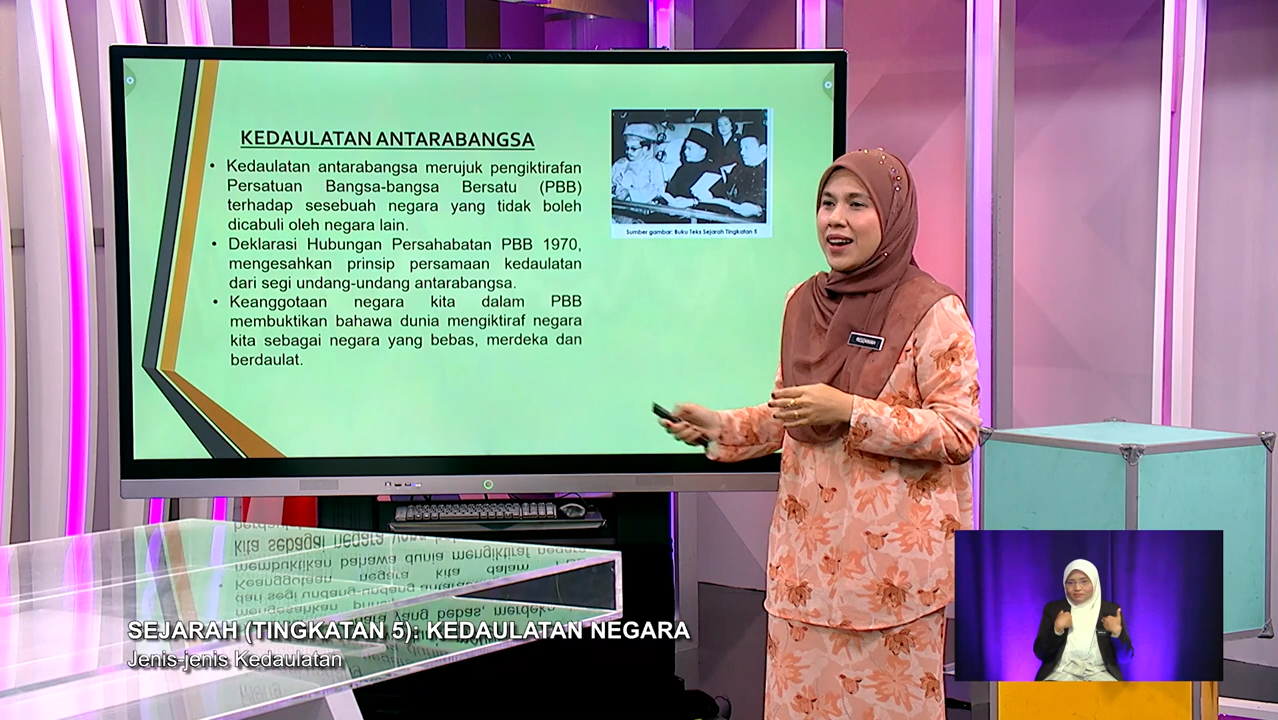 KEDAULATAN ANTARABANGSA
• Kedaulatan antarabangsa merujuk pengiktirafan
Persatuan Bangsa-bangsa Bersatu (PBB)
terhadap sesebuah negara yang tidak boleh
dicabuli oleh negara lain.
• Deklarasi Hubungan Persahabatan PBB 1970,
mengesahkan prinsip persamaan kedaulatan
dari segi undang-undang antarabangsa.
• Keanggotaan negara kita dalam PBB
membuktikan bahawa dunia mengiktiraf negara
kita sebagai negara yang bebas, merdeka dan
berdaulat.
Sumber gambar: Buku Teks Sejarah Tingkatan 5
SEJARAH (TINGKATAN 5): KEDAULATAN NEGARA
Jenis-jenis Kedaulatan